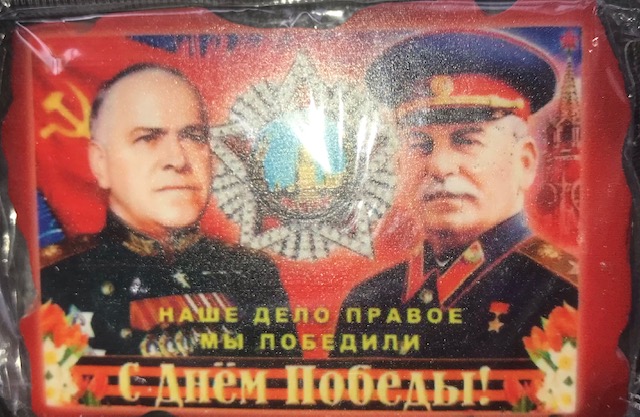 НАШЕ ДЕЛО ПРАВОЕ
МЫ ПОБЕДИЛИ
С Днём Победы!